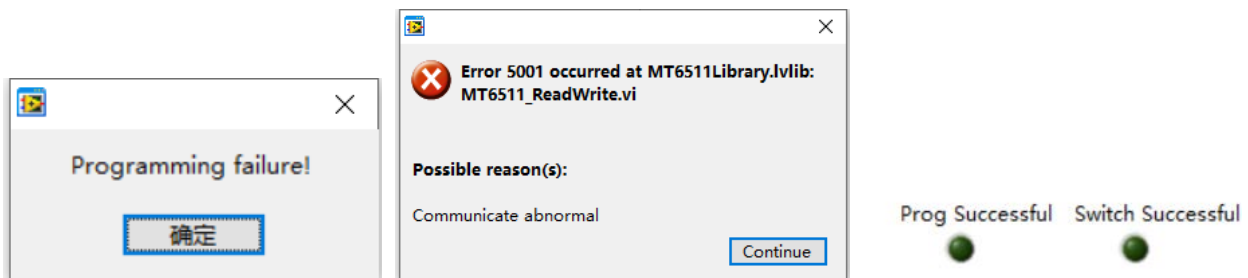 Programming failure!
确定
Error 5001 occurred at MT6511Library.lvlib:
MT6511_ReadWrite.vi
Possible reason(s):
Communicate abnormal
Continue
Prog Successful Switch Successful